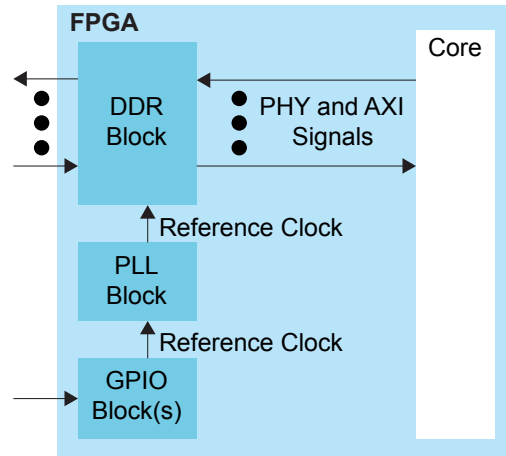 FPGA
Core
DDR
Block
PHY and AXI
Signals
Reference Clock
PLL
Block
Reference Clock
GPIO
Block(s)